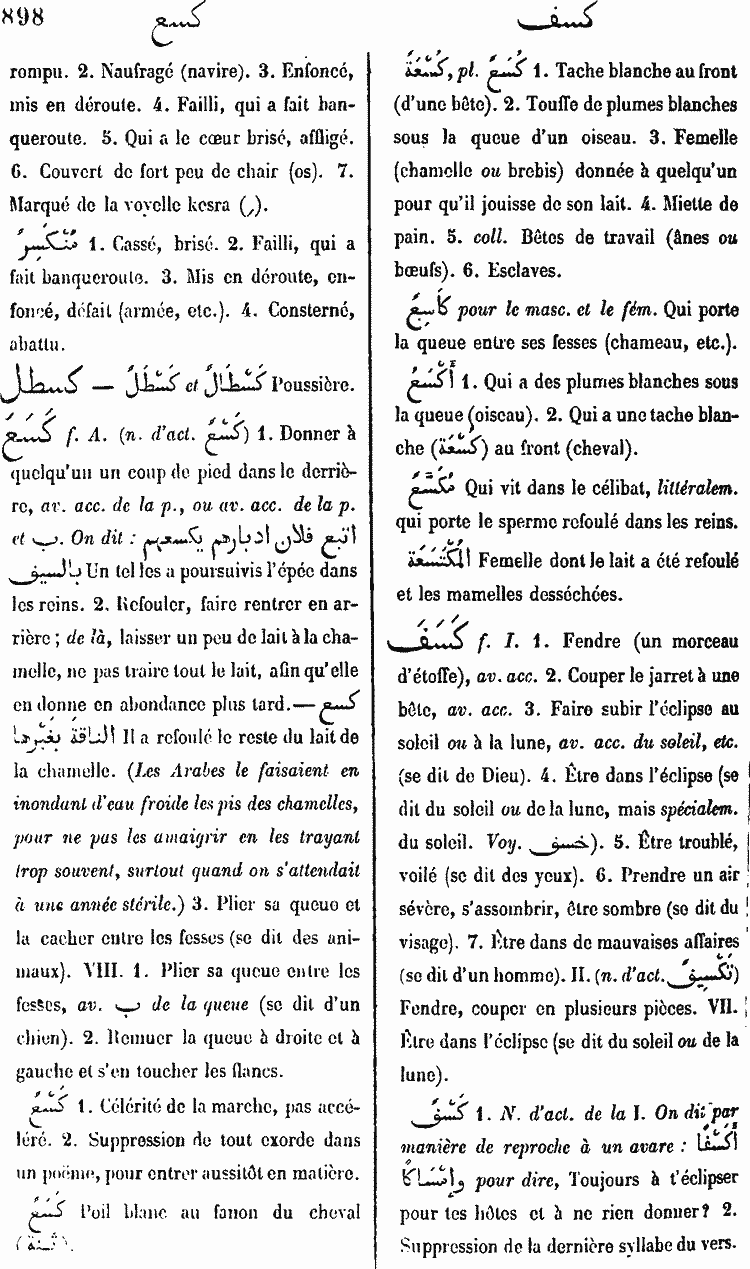 898
كسع
كسف
rompu. 2. Naufragé (navire). 3. Enfoncé,
mis en déroute. 4. Failli, qui a fait ban-
queroute. 5. Qui a le cœur brisé, affligé.
6. Couvert de fort peu de chair (os). 7.
Marqué de la voyelle kesra (ِ).
مُنْكَسِرٌ 1. Cassé, brisé. 2. Failli, qui a
fait banqueroute. 3. Mis en déroute, en-
foncé, défait (armée, etc.). 4. Consterné,
abattu.
كسطل — كَسْطَلٌ et كَسْطَالٌ Poussière.
كَسَعَ f. A. (n. d'act. كَسْعٌ) 1. Donner à
quelqu'un un coup de pied dans le derriè-
re, av. acc. de la p., ou av. acc. de la p.
et ب. On dit : اتبع فلان ادبارهم يكسعهم
بالسيف Un tel les a poursuivis l'épée dans
les reins. 2. Refouler, faire rentrer en ar-
rière ; de là, laisser un peu de lait à la cha-
melle, ne pas traire tout le lait, afin qu'elle
en donne en abondance plus tard.— كسع
الناقة بغبرها Il a refoulé le reste du lait de
la chamelle. (Les Arabes le faisaient en
inondant d'eau froide les pis des chamelles,
pour ne pas les amaigrir en les trayant
trop souvent, surtout quand on s'attendait
à une année stérile.) 3. Plier sa queue et
la cacher entre les fesses (se dit des ani-
maux). VIII. 1. Plier sa queue entre les
fesses, av. ب de la queue (se dit d'un
chien). 2. Remuer la queue à droite et à
gauche et s'en toucher les flancs.
كَسْعٌ 1. Célérité de la marche, pas accé-
léré. 2. Suppression de tout exorde dans
un poëme, pour entrer aussitôt en matière.
كَسَعٌ Poil blanc au fanon du cheval
(ثنة).
كُسْعَةٌ, pl. كُسَعٌ 1. Tache blanche au front
(d'une bête). 2. Touffe de plumes blanches
sous la queue d'un oiseau. 3. Femelle
(chamelle ou brebis) donnée à quelqu'un
pour qu'il jouisse de son lait. 4. Miette de
pain. 5. coll. Bêtes de travail (ânes ou
bœufs). 6. Esclaves.
كَاسِعٌ pour le masc. et le fém. Qui porte
la queue entre ses fesses (chameau, etc.).
أَكْسَعُ 1. Qui a des plumes blanches sous
la queue (oiseau). 2. Qui a une tache blan-
che (كُسْعَة) au front (cheval).
مُكَسَّعٌ Qui vit dans le célibat, littéralem.
qui porte le sperme refoulé dans les reins.
المُكْتَسَعَة Femelle dont le lait a été refoulé
et les mamelles desséchées.
كَسَفَ f. I. 1. Fendre (un morceau
d'étoffe), av. acc. 2. Couper le jarret à une
bête, av. acc. 3. Faire subir l'éclipse au
soleil ou à la lune, av. acc. du soleil, etc.
(se dit de Dieu). 4. Être dans l'éclipse (se
dit du soleil ou de la lune, mais spécialem.
du soleil. Voy. خسف). 5. Être troublé,
voilé (se dit des yeux). 6. Prendre un air
sévère, s'assombrir, être sombre (se dit du
visage). 7. Être dans de mauvaises affaires
(se dit d'un homme). II. (n. d'act. تَكْسِيفٌ)
Fendre, couper en plusieurs pièces. VII.
Être dans l'éclipse (se dit du soleil ou de la
lune).
كَسْفٌ 1. N. d'act. de la I. On dit par
manière de reproche à un avare : أَكَسْفًا
وَإِمْسَاكًا pour dire, Toujours à t'éclipser
pour tes hôtes et à ne rien donner? 2.
Suppression de la dernière syllabe du vers.